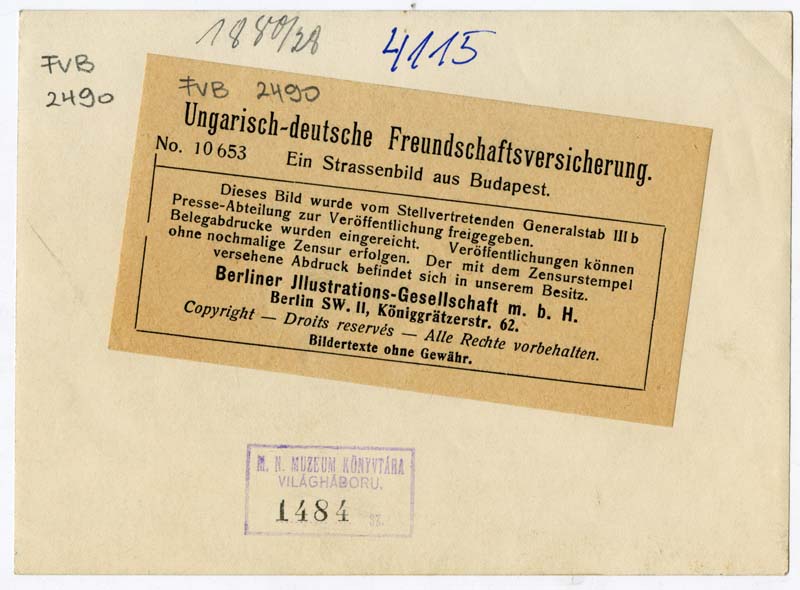 1880/28
4115
FVB
2490
FVB 2490
Ungarisch-deutsche Freundschaftsversicherung.
No. 10 653 Ein Strassenbild aus Budapest.
Dieses Bild wurde vom Stellvertretenden Generalstab III b
Presse-Abteilung zur Veröffentlichung freigegeben.
Belegabdrucke wurden eingereicht. Veröffentlichungen können
ohne nochmalige Zensur erfolgen. Der mit dem Zensurstempel
versehene Abdruck befindet sich in unserem Besitz.
Berliner Jllustrations-Gesellschaft m. b. H.
Berlin SW. II, Königgrätzerstr. 62.
Copyright — Droits reservés — Alle Rechte vorbehalten.
Bildertexte ohne Gewähr.
M. N. MUZEUM KÖNYVTÁRA
VILÁGHÁBORU.
1484 SZ.